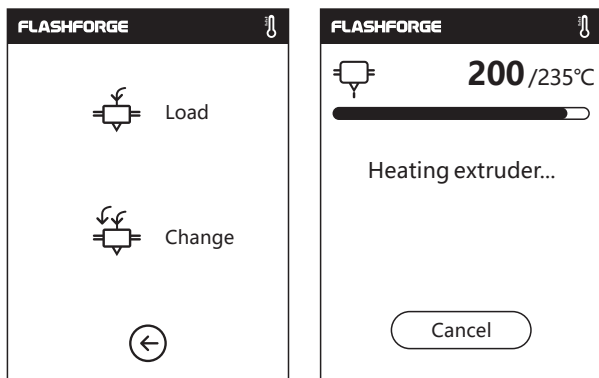 FLASHFORGE
Load
Change
FLASHFORGE
200 /235℃
Heating extruder...
Cancel